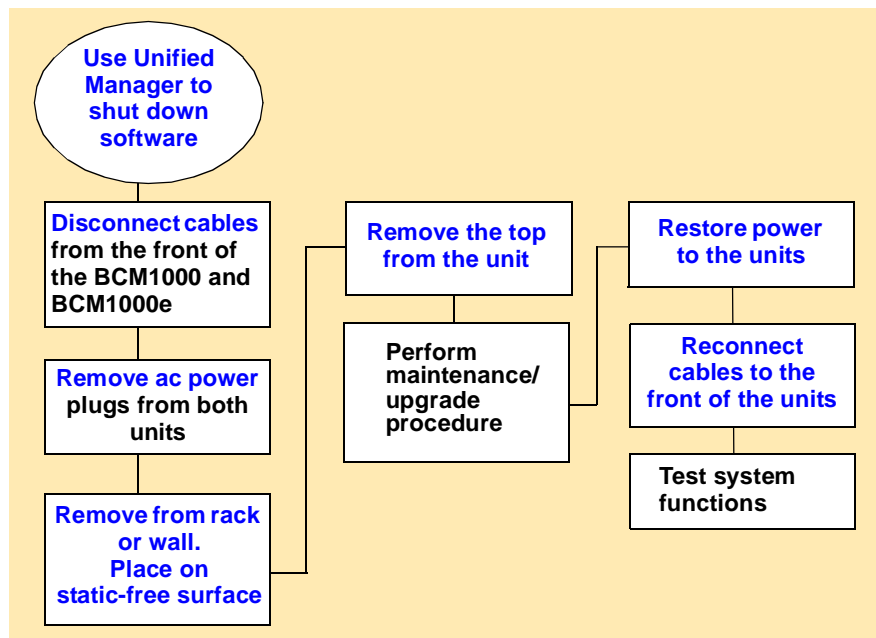 Use Unified
Manager to
shut down
software
Disconnect cables
from the front of
the BCM1000 and
BCM1000e
Remove ac power
plugs from both
units
Remove from rack
or wall.
Place on
static-free surface
Remove the top
from the unit
Perform
maintenance/
upgrade
procedure
Restore power
to the units
Reconnect
cables to the
front of the units
Test system
functions